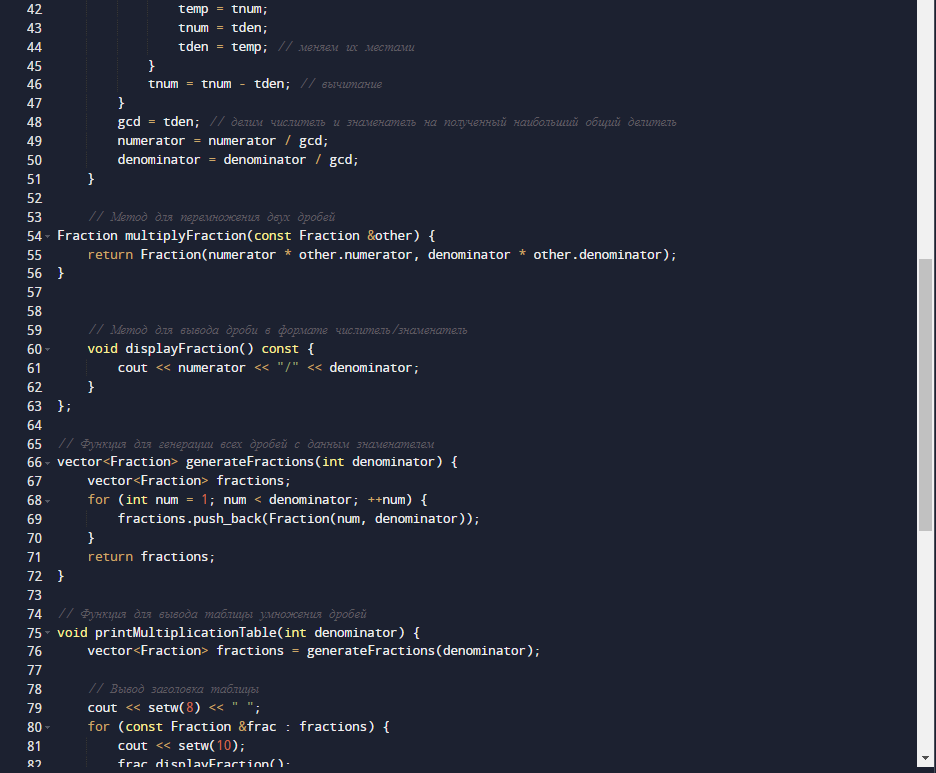 42                 temp = tnum;
43                 tnum = tden;
44                 tden = temp; // меняем их местами
45             }
46             tnum = tnum - tden; // вычитание
47         }
48         gcd = tden; // делим числитель и знаменатель на полученный наибольший общий делитель
49         numerator = numerator / gcd;
50         denominator = denominator / gcd;
51     }
52
53     // Метод для перемножения двух дробей
54 Fraction multiplyFraction(const Fraction &other) {
55     return Fraction(numerator * other.numerator, denominator * other.denominator);
56 }
57
58
59     // Метод для вывода дроби в формате числитель/знаменатель
60     void displayFraction() const {
61         cout << numerator << "/" << denominator;
62     }
63 };
64
65 // Функция для генерации всех дробей с данным знаменателем
66 vector<Fraction> generateFractions(int denominator) {
67     vector<Fraction> fractions;
68     for (int num = 1; num < denominator; ++num) {
69         fractions.push_back(Fraction(num, denominator));
70     }
71     return fractions;
72 }
73
74 // Функция для вывода таблицы умножения дробей
75 void printMultiplicationTable(int denominator) {
76     vector<Fraction> fractions = generateFractions(denominator);
77
78     // Вывод заголовка таблицы
79     cout << setw(8) << " ";
80     for (const Fraction &frac : fractions) {
81         cout << setw(10);
82         frac.displayFraction();